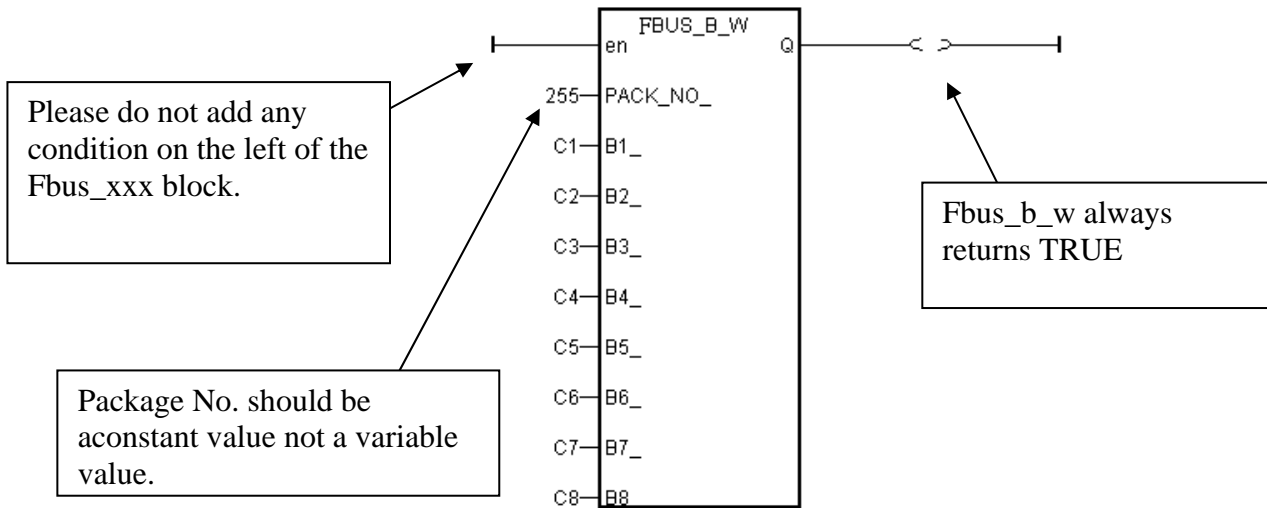 FBUS_B_W
en Q
255 PACK_NO_
C1 B1_
C2 B2_
C3 B3_
C4 B4_
C5 B5_
C6 B6_
C7 B7_
C8 B8
Please do not add any
condition on the left of the
Fbus_xxx block.
Fbus_b_w always
returns TRUE
Package No. should be
aconstant value not a variable
value.